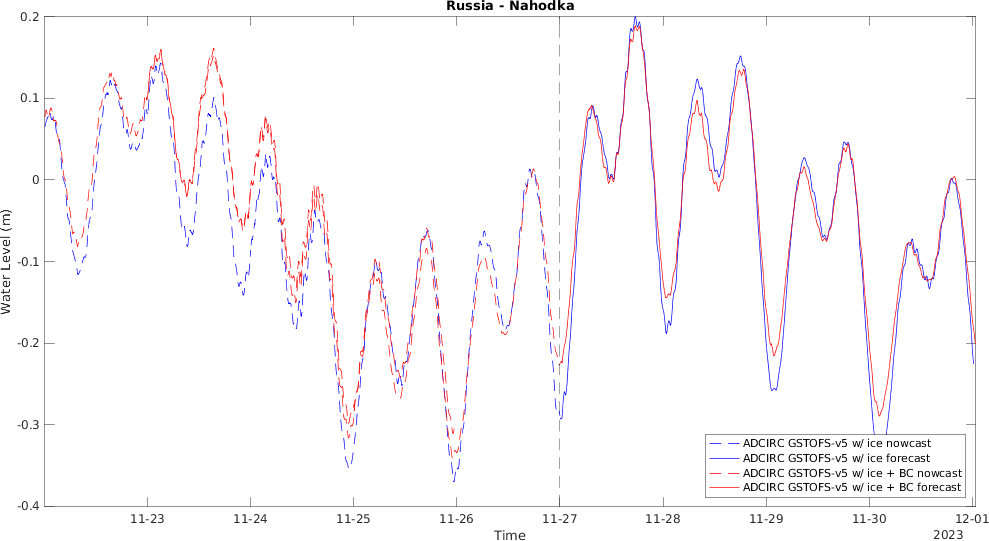 Russia - Nahodka
0.2
0.1
0
-0.1
-0.2
-0.3
-0.4
Water Level (m)
ADCIRC GSTOFS-v5 w/ ice nowcast
ADCIRC GSTOFS-v5 w/ ice forecast
ADCIRC GSTOFS-v5 w/ ice + BC nowcast
ADCIRC GSTOFS-v5 w/ ice + BC forecast
11-23 11-24 11-25 11-26 11-27 11-28 11-29 11-30 12-01
Time
2023